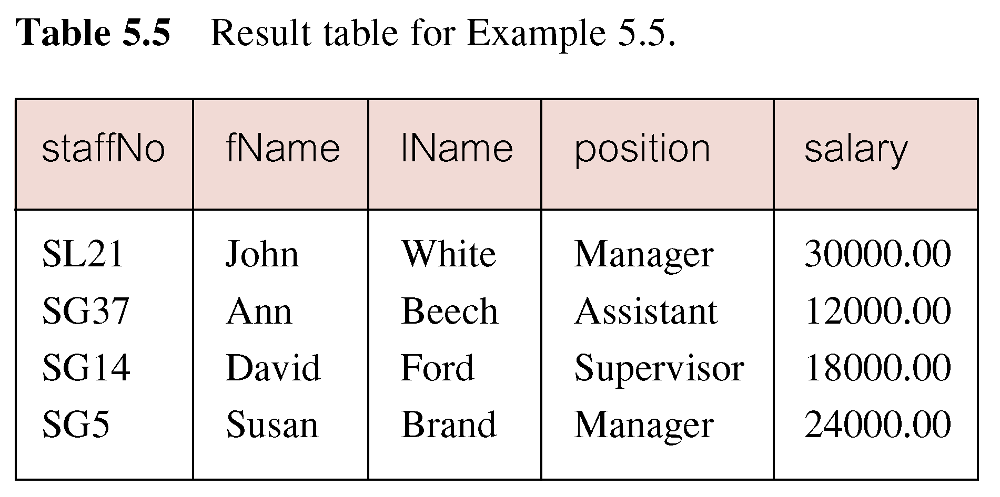 Table 5.5 Result table for Example 5.5.
staffNo fName lName position salary
SL21 John White Manager 30000.00
SG37 Ann Beech Assistant 12000.00
SG14 David Ford Supervisor 18000.00
SG5 Susan Brand Manager 24000.00